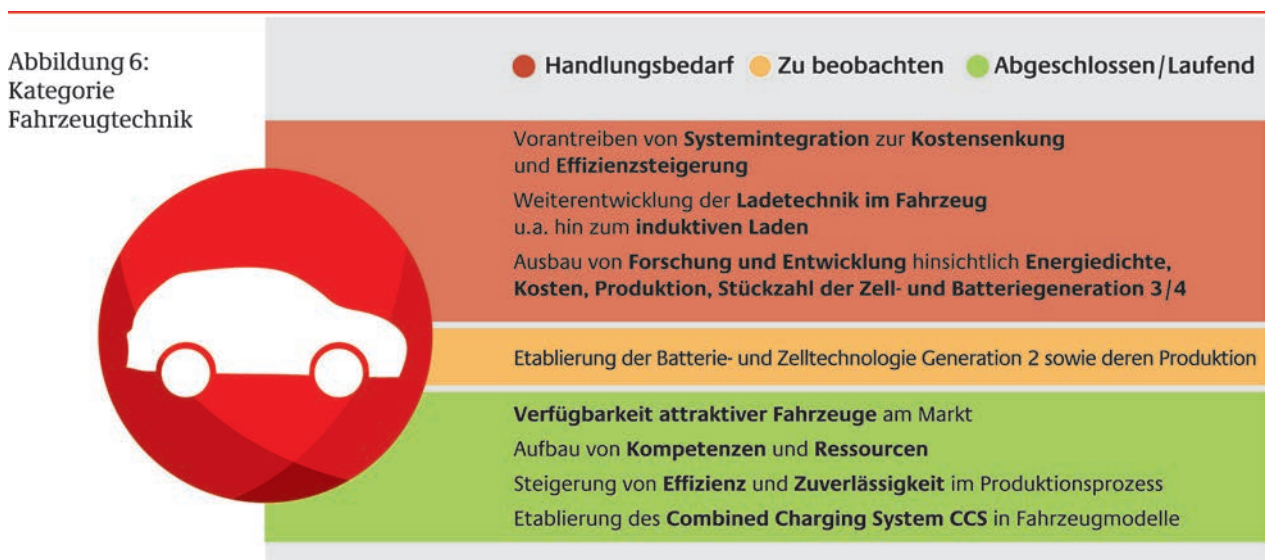 Abbildung 6:
Kategorie
Fahrzeugtechnik
Handlungsbedarf Zu beobachten Abgeschlossen/Laufend
Vorantreiben von Systemintegration zur Kostensenkung
und Effizienzsteigerung
Weiterentwicklung der Ladetechnik im Fahrzeug
u.a. hin zum induktiven Laden
Ausbau von Forschung und Entwicklung hinsichtlich Energiedichte,
Kosten, Produktion, Stückzahl der Zell- und Batteriegeneration 3/4
Etablierung der Batterie- und Zelltechnologie Generation 2 sowie deren Produktion
Verfügbarkeit attraktiver Fahrzeuge am Markt
Aufbau von Kompetenzen und Ressourcen
Steigerung von Effizienz und Zuverlässigkeit im Produktionsprozess
Etablierung des Combined Charging System CCS in Fahrzeugmodelle